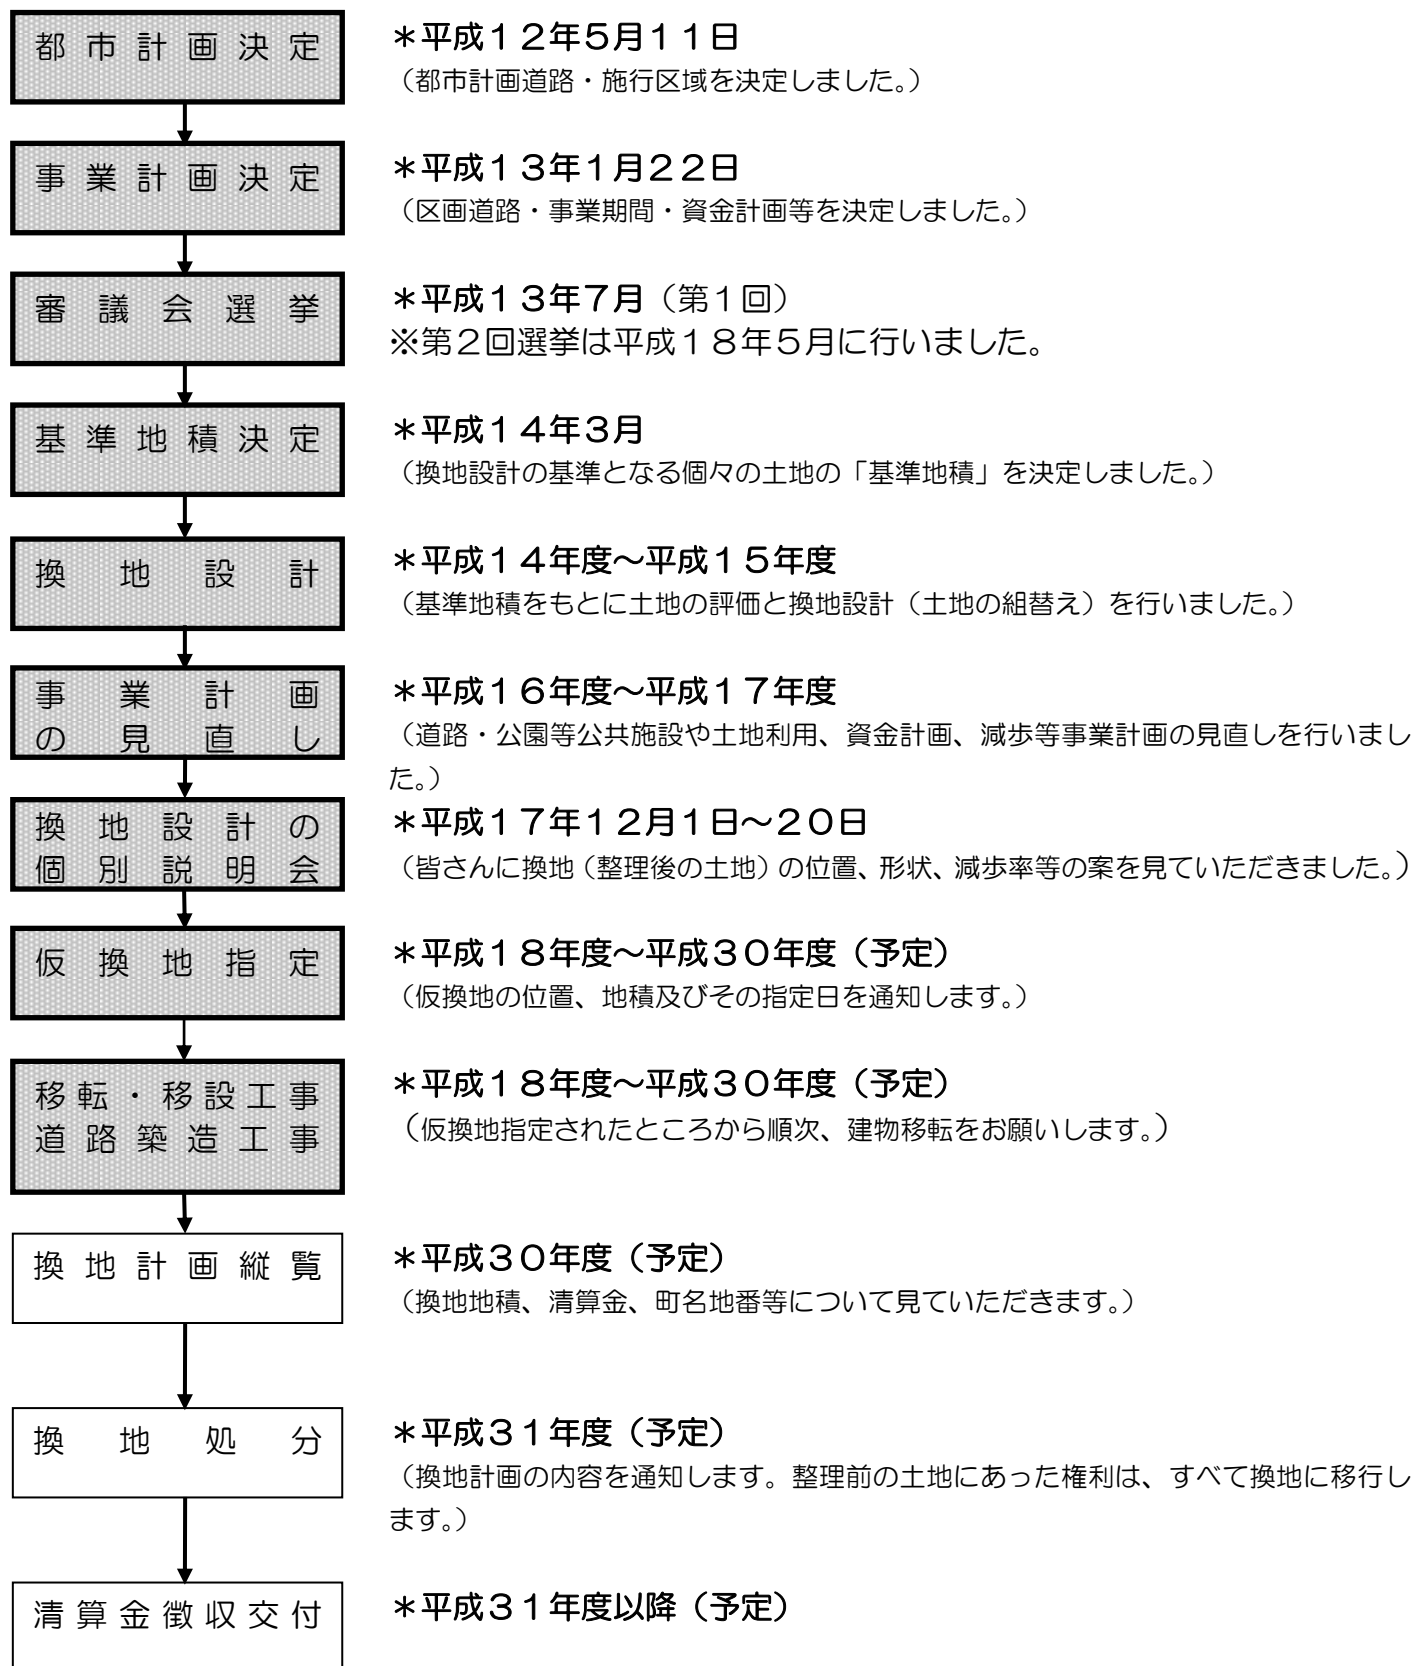 都市計画決定
＊平成１２年５月１１日
（都市計画道路・施行区域を決定しました。）
事業計画決定
＊平成１３年１月２２日
（区画道路・事業期間・資金計画等を決定しました。）
審議会選挙
＊平成１３年７月（第１回）
※第２回選挙は平成１８年５月に行いました。
基準地積決定
＊平成１４年３月
（換地設計の基準となる個々の土地の「基準地積」を決定しました。）
換地設計
＊平成１４年度～平成１５年度
（基準地積をもとに土地の評価と換地設計（土地の組替え）を行いました。）
事業計画
の見直し
＊平成１６年度～平成１７年度
（道路・公園等公共施設や土地利用、資金計画、減歩等事業計画の見直しを行いまし
た。）
換地設計の
個別説明会
＊平成１７年１２月１日～２０日
（皆さんに換地（整理後の土地）の位置、形状、減歩率等の案を見ていただきました。）
仮換地指定
＊平成１８年度～平成３０年度（予定）
（仮換地の位置、地積及びその指定日を通知します。）
移転・移設工事
道路築造工事
＊平成１８年度～平成３０年度（予定）
（仮換地指定されたところから順次、建物移転をお願いします。）
換地計画縦覧
＊平成３０年度（予定）
（換地地積、清算金、町名地番等について見ていただきます。）
換地処分
＊平成３１年度（予定）
（換地計画の内容を通知します。整理前の土地にあった権利は、すべて換地に移行し
ます。）
清算金徴収交付
＊平成３１年度以降（予定）